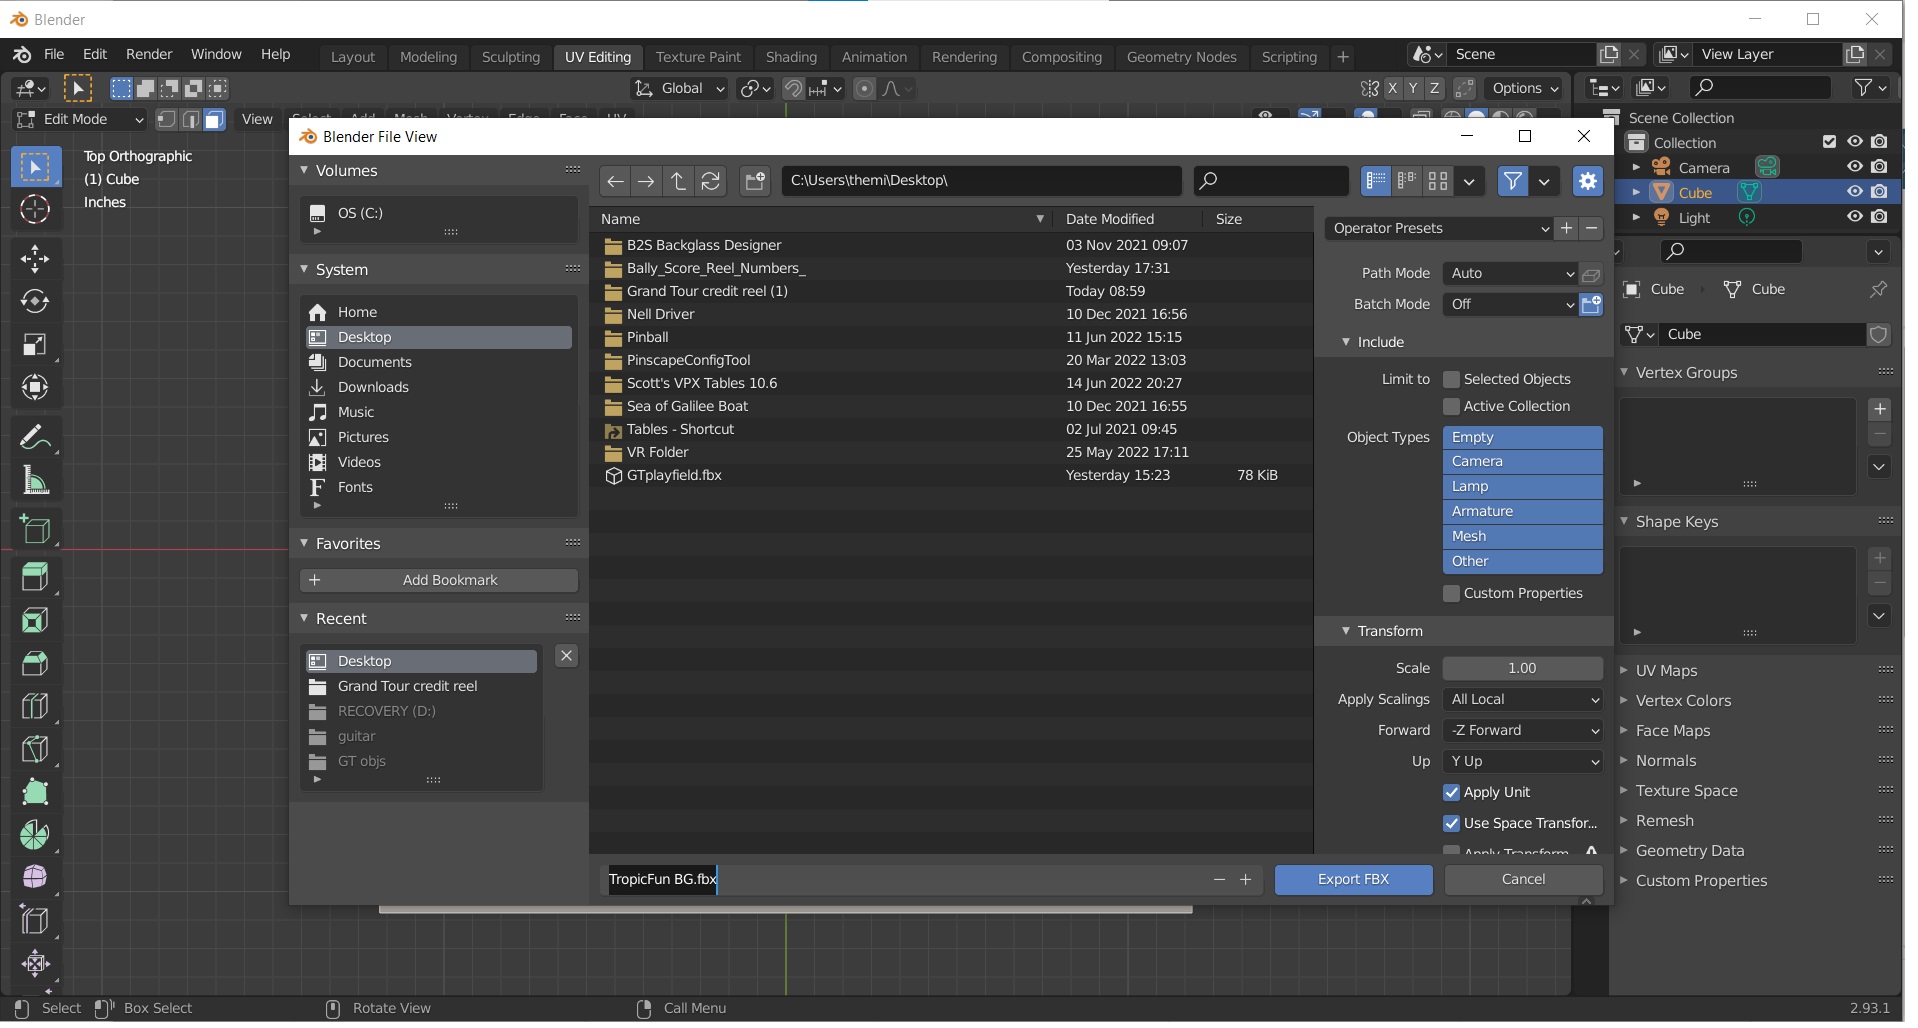 Blender
File Edit Render Window Help
Layout Modeling Sculpting UV Editing Texture Paint Shading Animation Rendering Compositing Geometry Nodes Scripting +
Scene
View Layer
Global
X Y Z
Options
Edit Mode
View Select Add Mesh Vertex Edge Face UV
Top Orthographic
(1) Cube
Inches
Blender File View
Volumes
OS (C:)
System
Home
Desktop
Documents
Downloads
Music
Pictures
Videos
Fonts
Favorites
+ Add Bookmark
Recent
Desktop
Grand Tour credit reel
RECOVERY (D:)
guitar
GT objs
C:\Users\themi\Desktop\
Name Date Modified Size
B2S Backglass Designer 03 Nov 2021 09:07
Bally_Score_Reel_Numbers_ Yesterday 17:31
Grand Tour credit reel (1) Today 08:59
Nell Driver 10 Dec 2021 16:56
Pinball 11 Jun 2022 15:15
PinscapeConfigTool 20 Mar 2022 13:03
Scott's VPX Tables 10.6 14 Jun 2022 20:27
Sea of Galilee Boat 10 Dec 2021 16:55
Tables - Shortcut 02 Jul 2021 09:45
VR Folder 25 May 2022 17:11
GTplayfield.fbx Yesterday 15:23 78 KiB
TropicFun BG.fbx
Operator Presets
Path Mode Auto
Batch Mode Off
Include
Limit to Selected Objects
Active Collection
Object Types Empty
Camera
Lamp
Armature
Mesh
Other
Custom Properties
Transform
Scale 1.00
Apply Scalings All Local
Forward -Z Forward
Up Y Up
Apply Unit
Use Space Transfor...
Apply Transform
Export FBX
Cancel
Scene Collection
Collection
Camera
Cube
Light
Cube Cube
Cube
Vertex Groups
Shape Keys
UV Maps
Vertex Colors
Face Maps
Normals
Texture Space
Remesh
Geometry Data
Custom Properties
Select Box Select Rotate View Call Menu 2.93.1